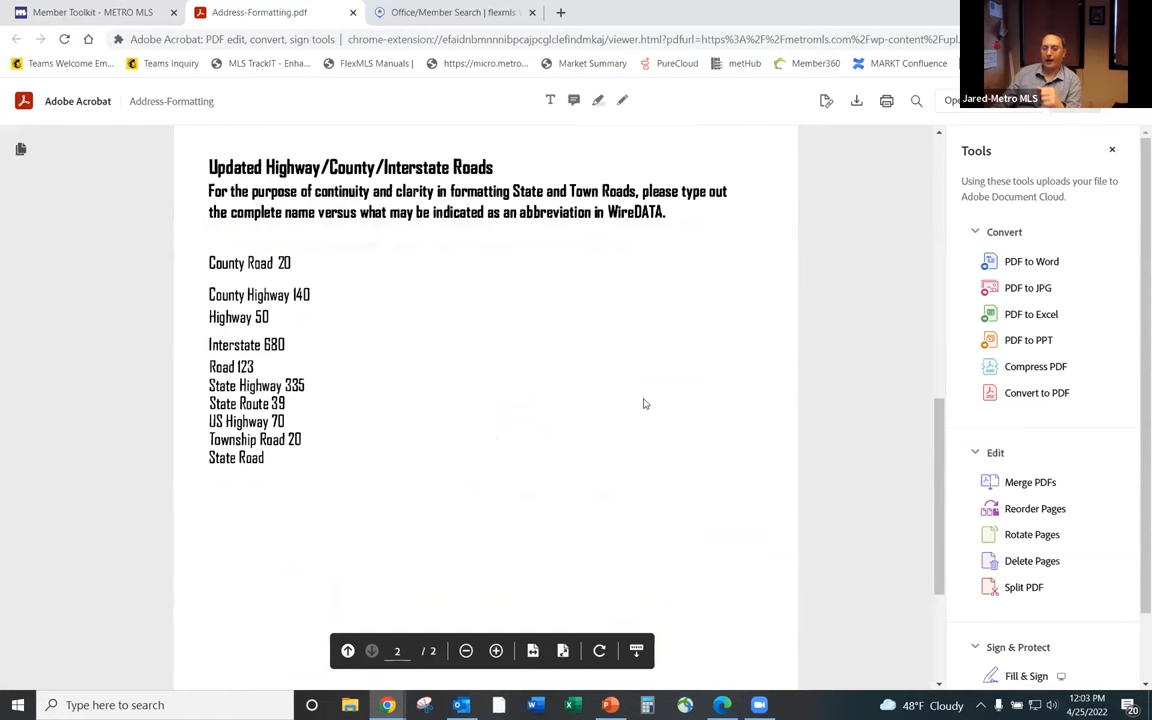 Member Toolkit - METRO MLS
Address-Formatting.pdf
Office/Member Search | flexmls W
Adobe Acrobat: PDF edit, convert, sign tools | chrome-extension://efaidnbmnnnibpcajpcglclefindmkaj/viewer.html?pdfurl=https%3A%2F%2Fmetromls.com%2Fwp-content%2Fupl...
Teams Welcome Em... Teams Inquiry MLS TrackIT - Enha... FlexMLS Manuals | https://micro.metro... Market Summary PureCloud metHub Member360 MARKT Confluence
Jared-Metro MLS
Adobe Acrobat Address-Formatting
Updated Highway/County/Interstate Roads
For the purpose of continuity and clarity in formatting State and Town Roads, please type out
the complete name versus what may be indicated as an abbreviation in WireDATA.
County Road 20
County Highway 140
Highway 50
Interstate 680
Road 123
State Highway 335
State Route 39
US Highway 70
Township Road 20
State Road
2 / 2
Tools
Using these tools uploads your file to
Adobe Document Cloud.
Convert
PDF to Word
PDF to JPG
PDF to Excel
PDF to PPT
Compress PDF
Convert to PDF
Edit
Merge PDFs
Reorder Pages
Rotate Pages
Delete Pages
Split PDF
Sign & Protect
Fill & Sign
Type here to search
48°F Cloudy
12:03 PM
4/25/2022
20